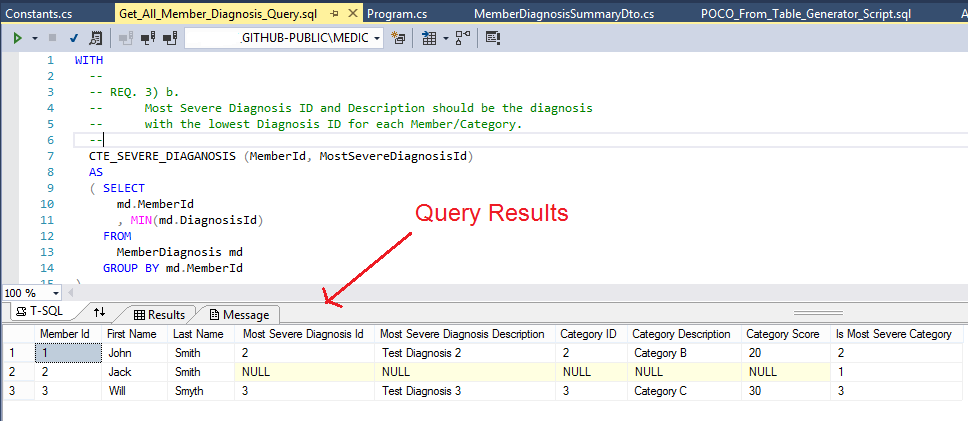 Constants.cs Get_All_Member_Diagnosis_Query.sql Program.cs MemberDiagnosisSummaryDto.cs POCO_From_Table_Generator_Script.sql A
_GITHUB-PUBLIC\MEDIC
1 WITH
2 --
3 -- REQ. 3) b.
4 -- Most Severe Diagnosis ID and Description should be the diagnosis
5 -- with the lowest Diagnosis ID for each Member/Category.
6 --
7 CTE_SEVERE_DIAGANOSIS (MemberId, MostSevereDiagnosisId)
8 AS
9 ( SELECT
10 md.MemberId
11 , MIN(md.DiagnosisId)
12 FROM
13 MemberDiagnosis md
14 GROUP BY md.MemberId
15 )
Query Results
100 %
T-SQL Results Message
Member Id First Name Last Name Most Severe Diagnosis Id Most Severe Diagnosis Description Category ID Category Description Category Score Is Most Severe Category
1 1 John Smith 2 Test Diagnosis 2 2 Category B 20 2
2 2 Jack Smith NULL NULL NULL NULL NULL 1
3 3 Will Smyth 3 Test Diagnosis 3 3 Category C 30 3